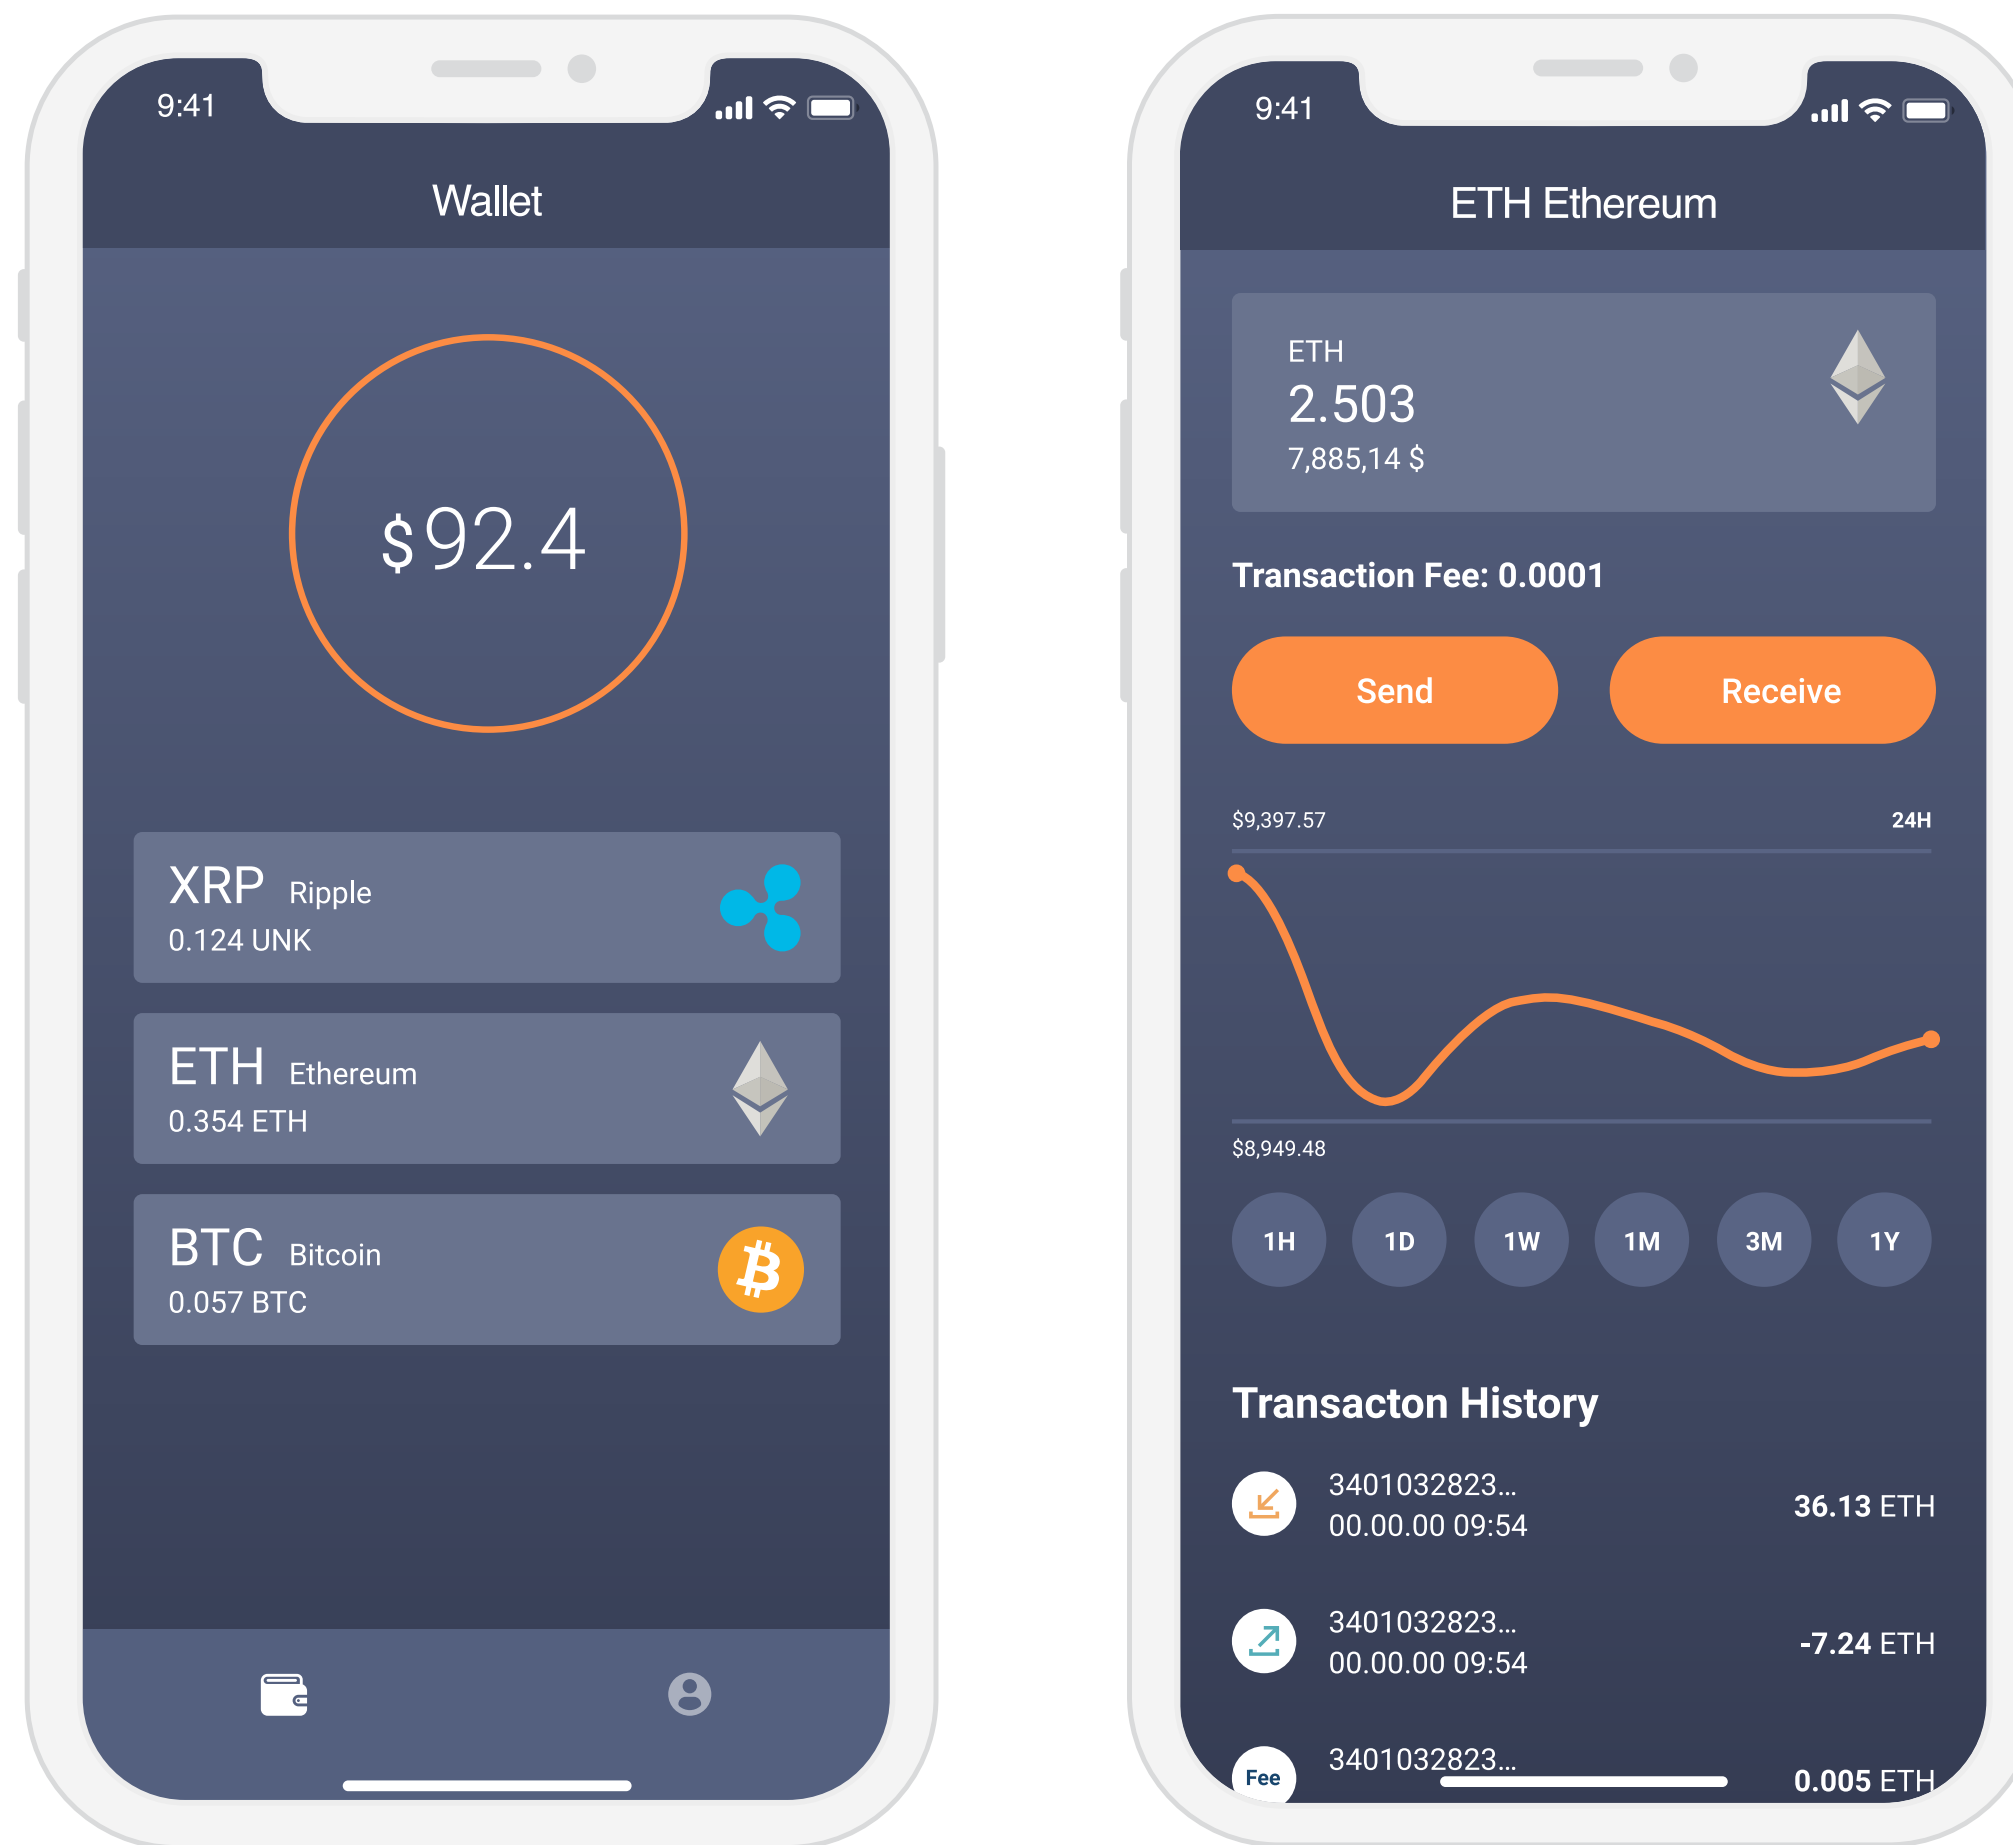 9:41
Wallet
$92.4
XRP Ripple
0.124 UNK
ETH Ethereum
0.354 ETH
BTC Bitcoin
0.057 BTC
9:41
ETH Ethereum
ETH
2.503
7,885,14 $
Transaction Fee: 0.0001
Send Receive
$9,397.57 24H
$8,949.48
1H 1D 1W 1M 3M 1Y
Transacton History
3401032823...
00.00.00 09:54
36.13 ETH
3401032823...
00.00.00 09:54
-7.24 ETH
Fee
3401032823...
0.005 ETH